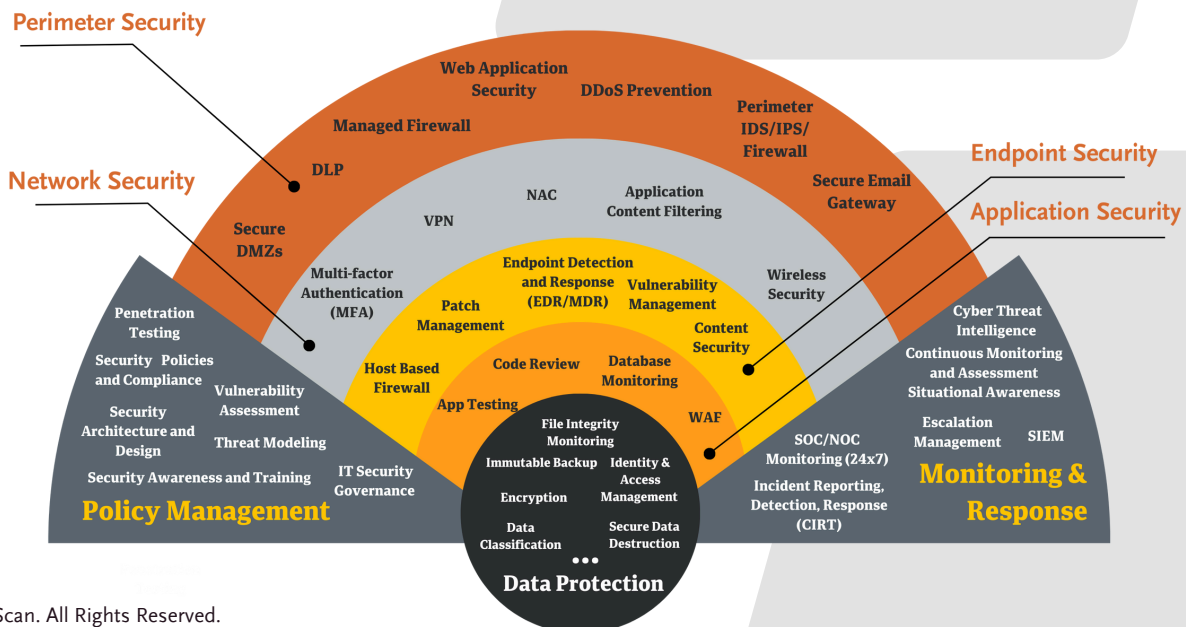 Perimeter Security
Network Security
Endpoint Security
Application Security
Web Application
Security
DDoS Prevention
Managed Firewall
Perimeter
IDS/IPS/
Firewall
DLP
Secure Email
Gateway
Secure
DMZs
NAC
Application
Content Filtering
VPN
Multi-factor
Authentication
(MFA)
Wireless
Security
Endpoint Detection
and Response
(EDR/MDR)
Vulnerability
Management
Patch
Management
Content
Security
Host Based
Firewall
Code Review
Database
Monitoring
App Testing
WAF
File Integrity
Monitoring
Immutable Backup
Identity &
Access
Management
Encryption
Data
Classification
Secure Data
Destruction
...
Data Protection
Penetration
Testing
Security Policies
and Compliance
Vulnerability
Assessment
Security
Architecture and
Design
Threat Modeling
Security Awareness and Training
IT Security
Governance
Policy Management
Cyber Threat
Intelligence
Continuous Monitoring
and Assessment
Situational Awareness
Escalation
Management
SIEM
SOC/NOC
Monitoring (24x7)
Incident Reporting,
Detection, Response
(CIRT)
Monitoring &
Response
Scan. All Rights Reserved.